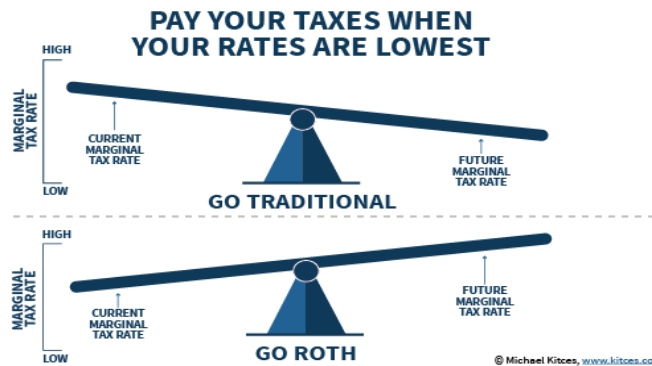 PAY YOUR TAXES WHEN
YOUR RATES ARE LOWEST
HIGH
MARGINAL
TAX RATE
CURRENT
MARGINAL
TAX RATE
FUTURE
MARGINAL
TAX RATE
LOW
GO TRADITIONAL
HIGH
MARGINAL
TAX RATE
CURRENT
MARGINAL
TAX RATE
FUTURE
MARGINAL
TAX RATE
LOW
GO ROTH
© Michael Kitces, www.kitces.co